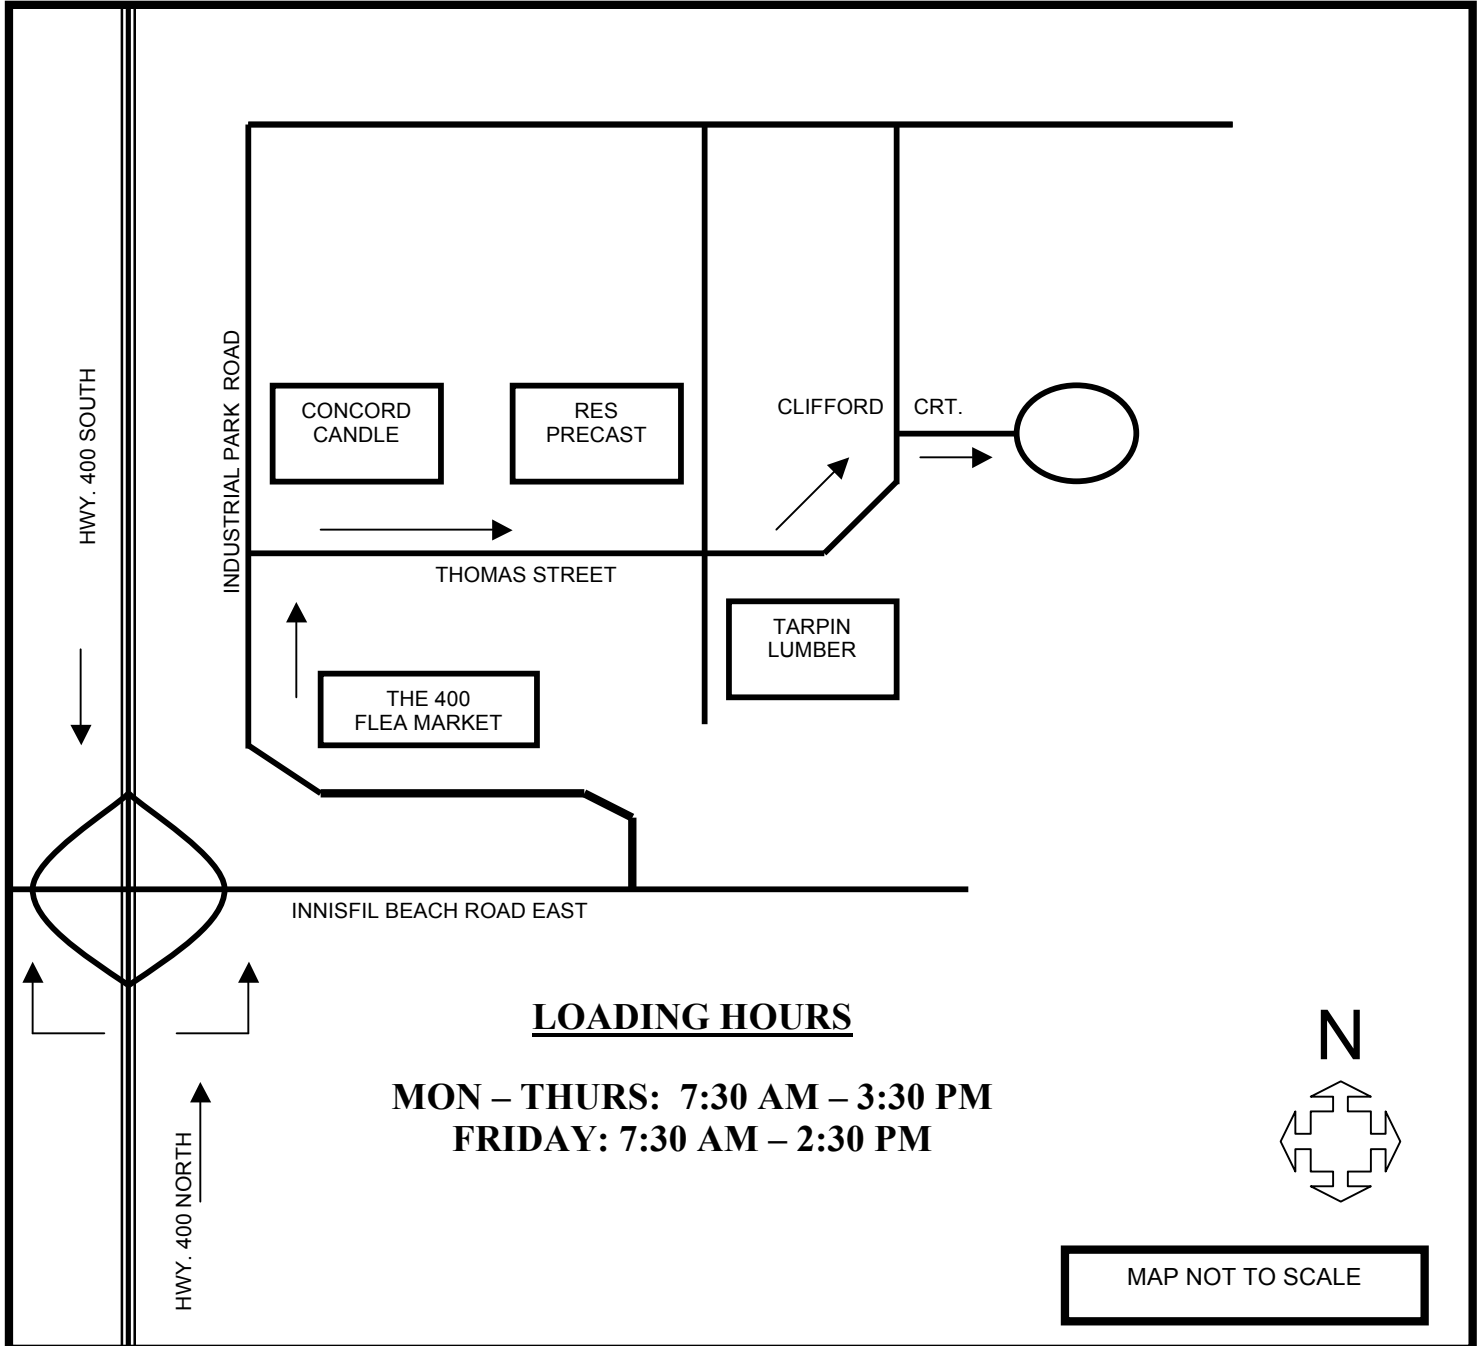 INDUSTRIAL PARK ROAD
HWY. 400 SOUTH
CONCORD
CANDLE
RES
PRECAST
CLIFFORD CRT.
THOMAS STREET
TARPIN
LUMBER
THE 400
FLEA MARKET
INNISFIL BEACH ROAD EAST
LOADING HOURS
MON – THURS: 7:30 AM – 3:30 PM
FRIDAY: 7:30 AM – 2:30 PM
N
HWY. 400 NORTH
MAP NOT TO SCALE